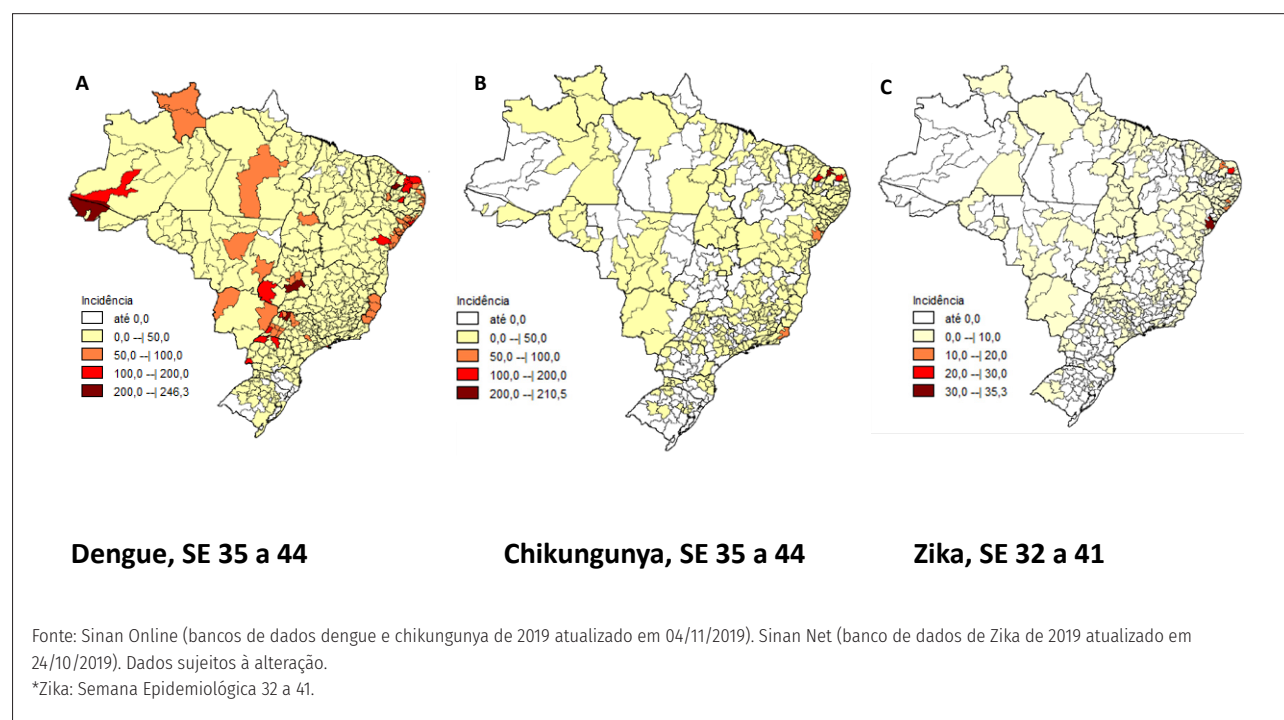 A
Incidência
até 0,0
0,0 --| 50,0
50,0 --| 100,0
100,0 --| 200,0
200,0 --| 246,3
B
Incidência
até 0,0
0,0 --| 50,0
50,0 --| 100,0
100,0 --| 200,0
200,0 --| 210,5
C
Incidência
até 0,0
0,0 --| 10,0
10,0 --| 20,0
20,0 --| 30,0
30,0 --| 35,3
Dengue, SE 35 a 44
Chikungunya, SE 35 a 44
Zika, SE 32 a 41
Fonte: Sinan Online (bancos de dados dengue e chikungunya de 2019 atualizado em 04/11/2019). Sinan Net (banco de dados de Zika de 2019 atualizado em
24/10/2019). Dados sujeitos à alteração.
*Zika: Semana Epidemiológica 32 a 41.